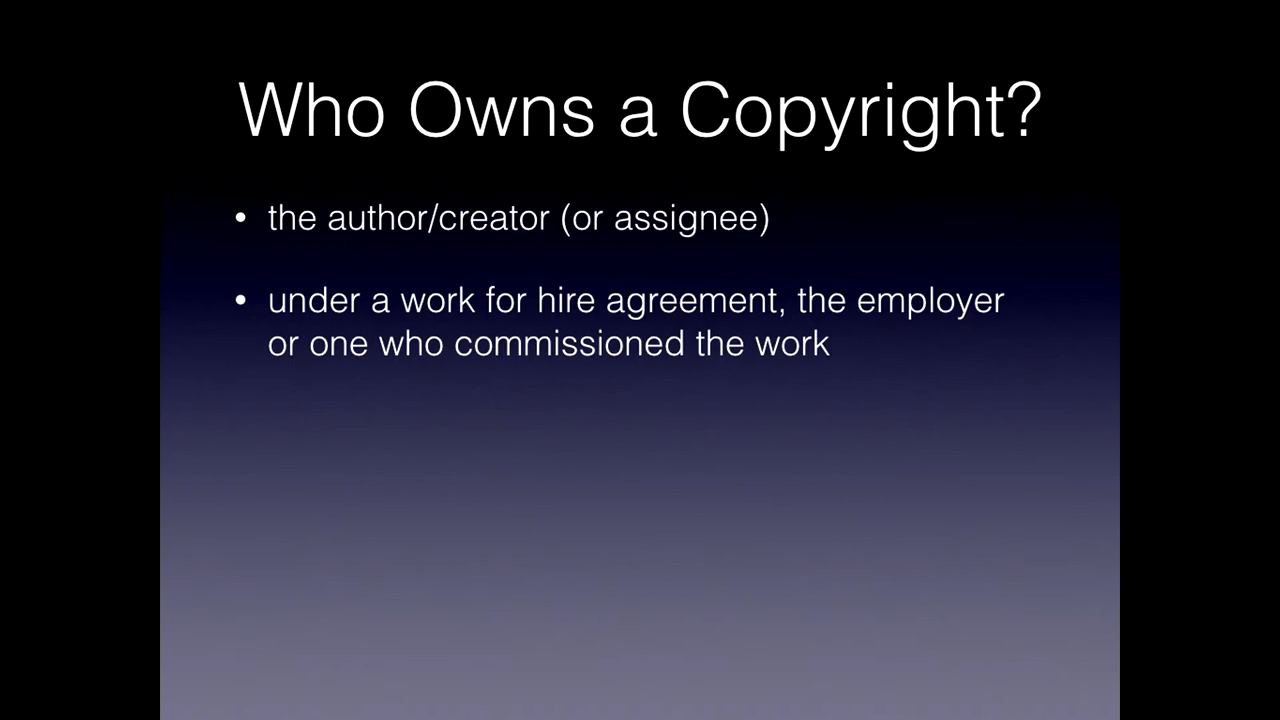 Who Owns a Copyright?
• the author/creator (or assignee)
• under a work for hire agreement, the employer
or one who commissioned the work